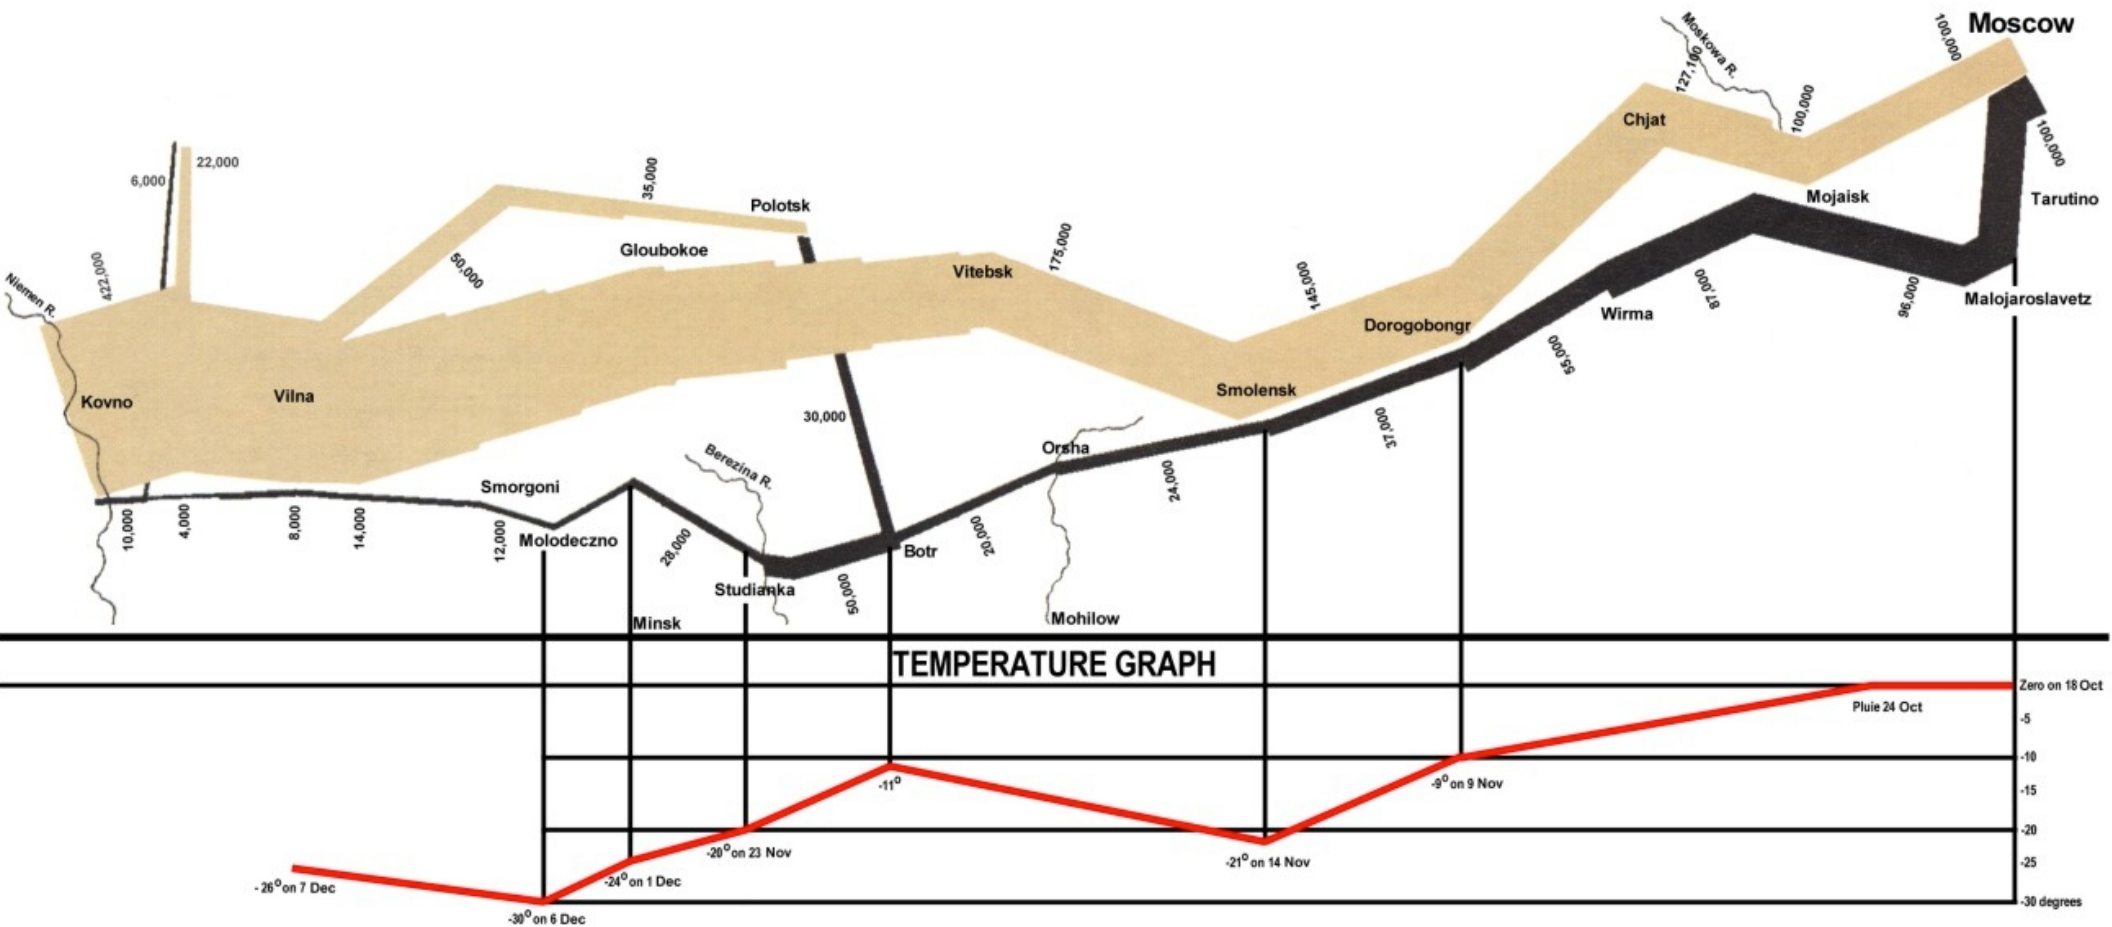 Moscow
100,000
Moskowa R.
127,100
100,000
Chjat
100,000
Mojaisk
Tarutino
6,000
22,000
35,000
Polotsk
Gloubokoe
50,000
422,000
Niemen R.
Vitebsk
175,000
145,000
Dorogobongr
Wirma
87,000
96,000
Malojaroslavetz
55,000
Kovno
Vilna
Smolensk
37,000
30,000
Orsha
24,000
Berezina R.
Smorgoni
10,000
4,000
8,000
14,000
12,000
Molodeczno
28,000
Studianka
50,000
Botr
20,000
Minsk
Mohilow
TEMPERATURE GRAPH
Zero on 18 Oct
Pluie 24 Oct
-5
-10
-11°
-9° on 9 Nov
-15
-20
-20° on 23 Nov
-21° on 14 Nov
-25
-24° on 1 Dec
- 26° on 7 Dec
-30 degrees
-30° on 6 Dec